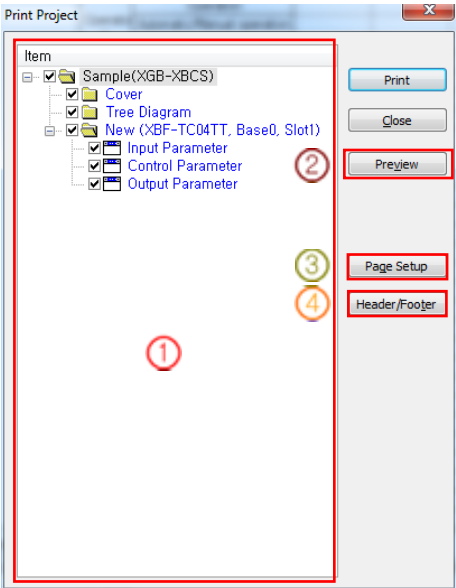 Print Project
Item
Sample(XGB-XBCS)
Cover
Tree Diagram
New (XBF-TC04TT, Base0, Slot1)
Input Parameter
Control Parameter
Output Parameter
Print
Close
② Preview
③ Page Setup
④ Header/Footer
①